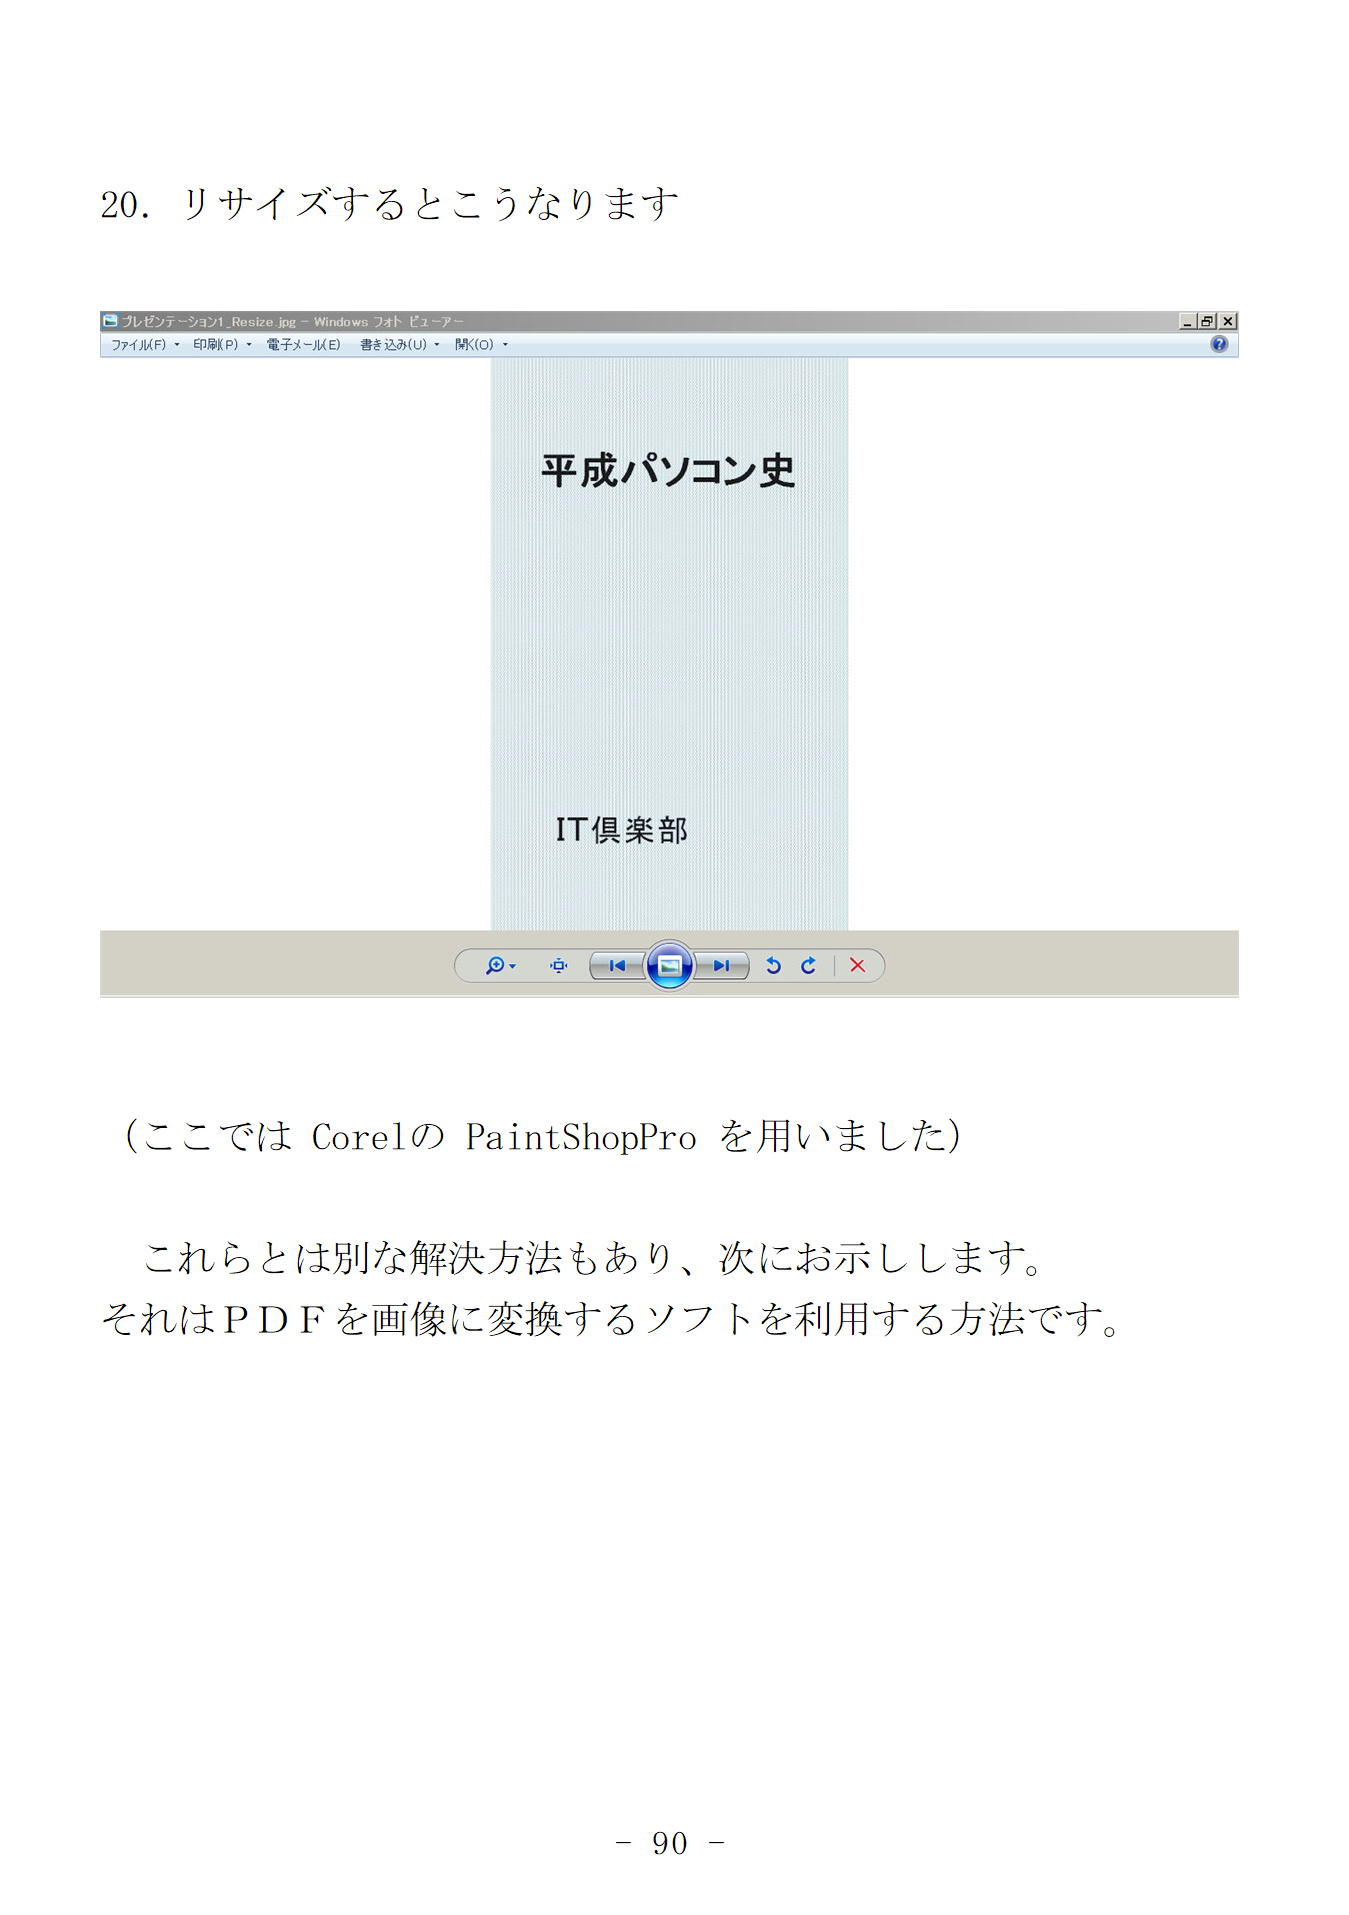 20. リサイズするとこうなります
プレゼンテーション1_Resize.jpg - Windows フォト ビューアー
ファイル(F) 印刷(P) 電子メール(E) 書き込み(U) 開く(O)
平成パソコン史
IT倶楽部
（ここでは Corelの PaintShopPro を用いました）
これらとは別な解決方法もあり、次にお示しします。
それはＰＤＦを画像に変換するソフトを利用する方法です。
- 90 -